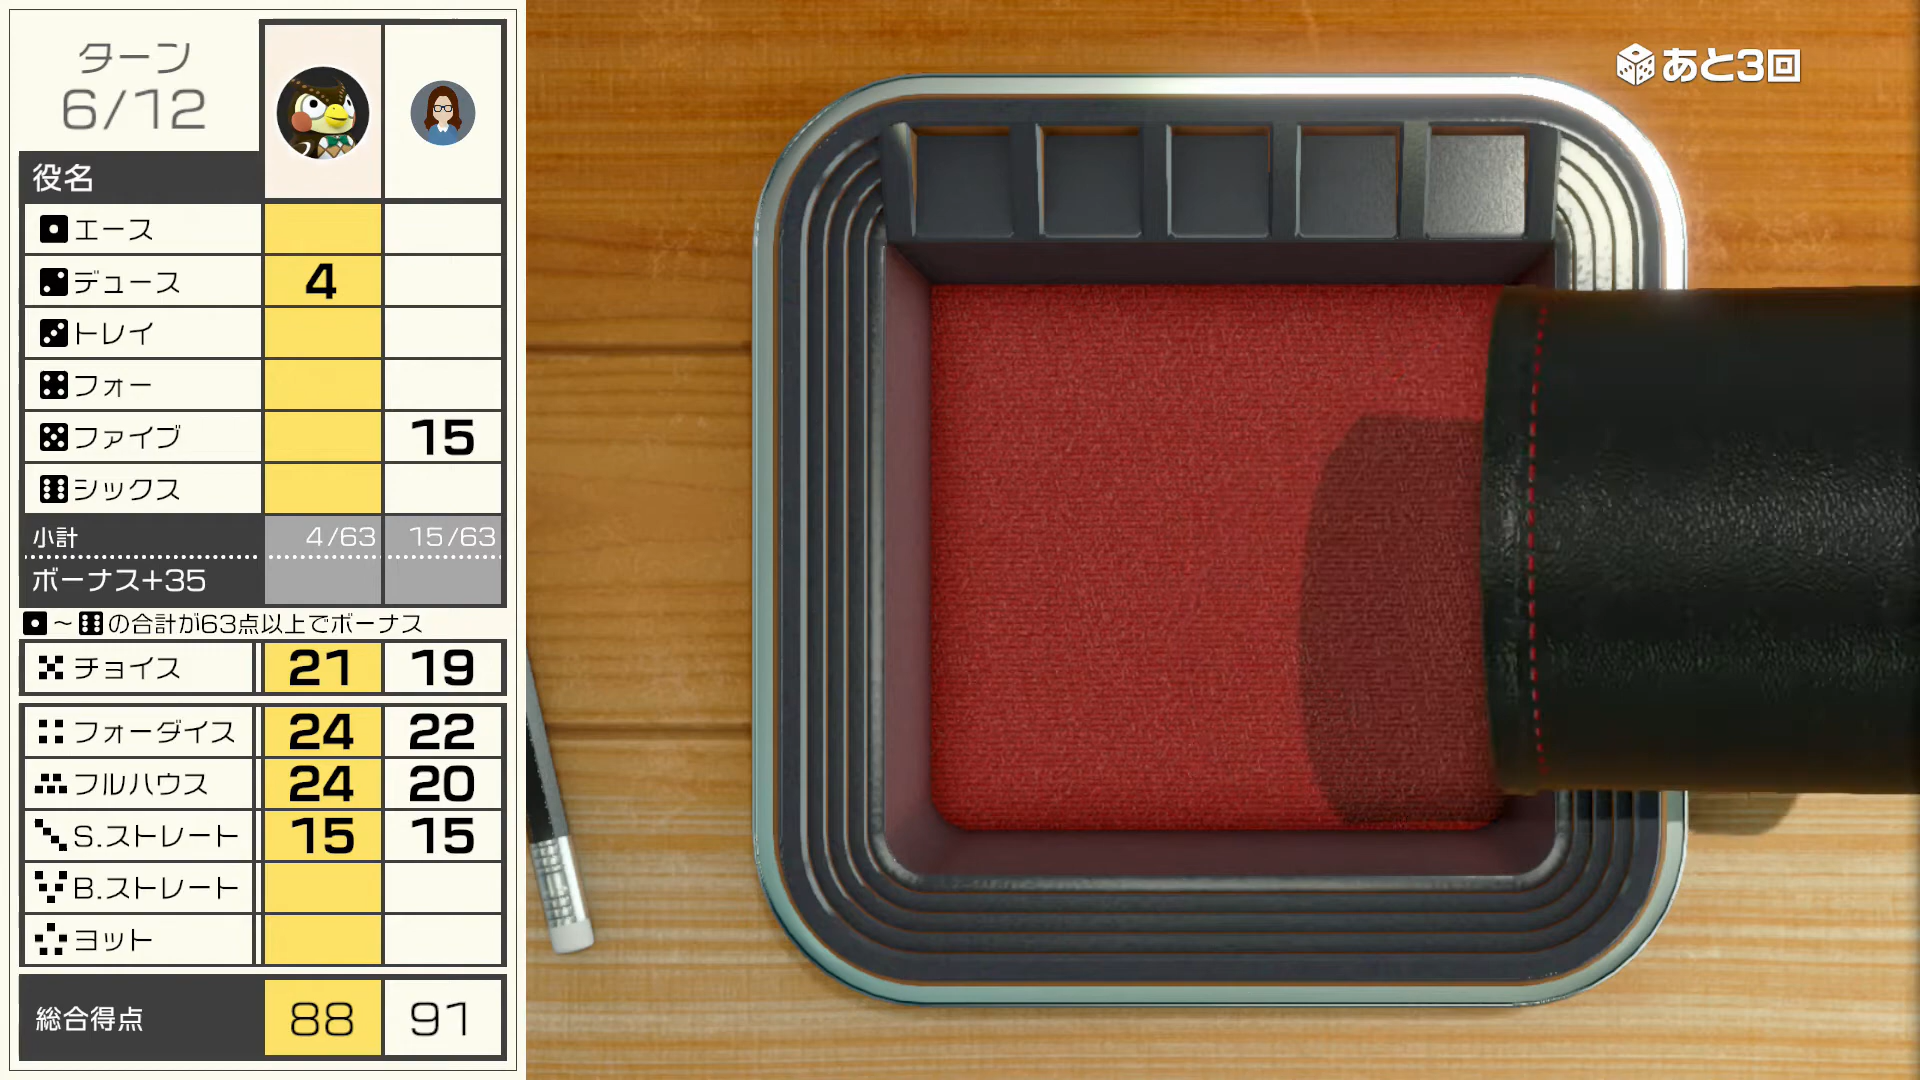 ターン
6/12
役名
エース
デュース 4
トレイ
フォー
ファイブ 15
シックス
小計 4/63 15/63
ボーナス+35
~の合計が63点以上でボーナス
チョイス 21 19
フォーダイス 24 22
フルハウス 24 20
S.ストレート 15 15
B.ストレート
ヨット
総合得点 88 91
あと3回